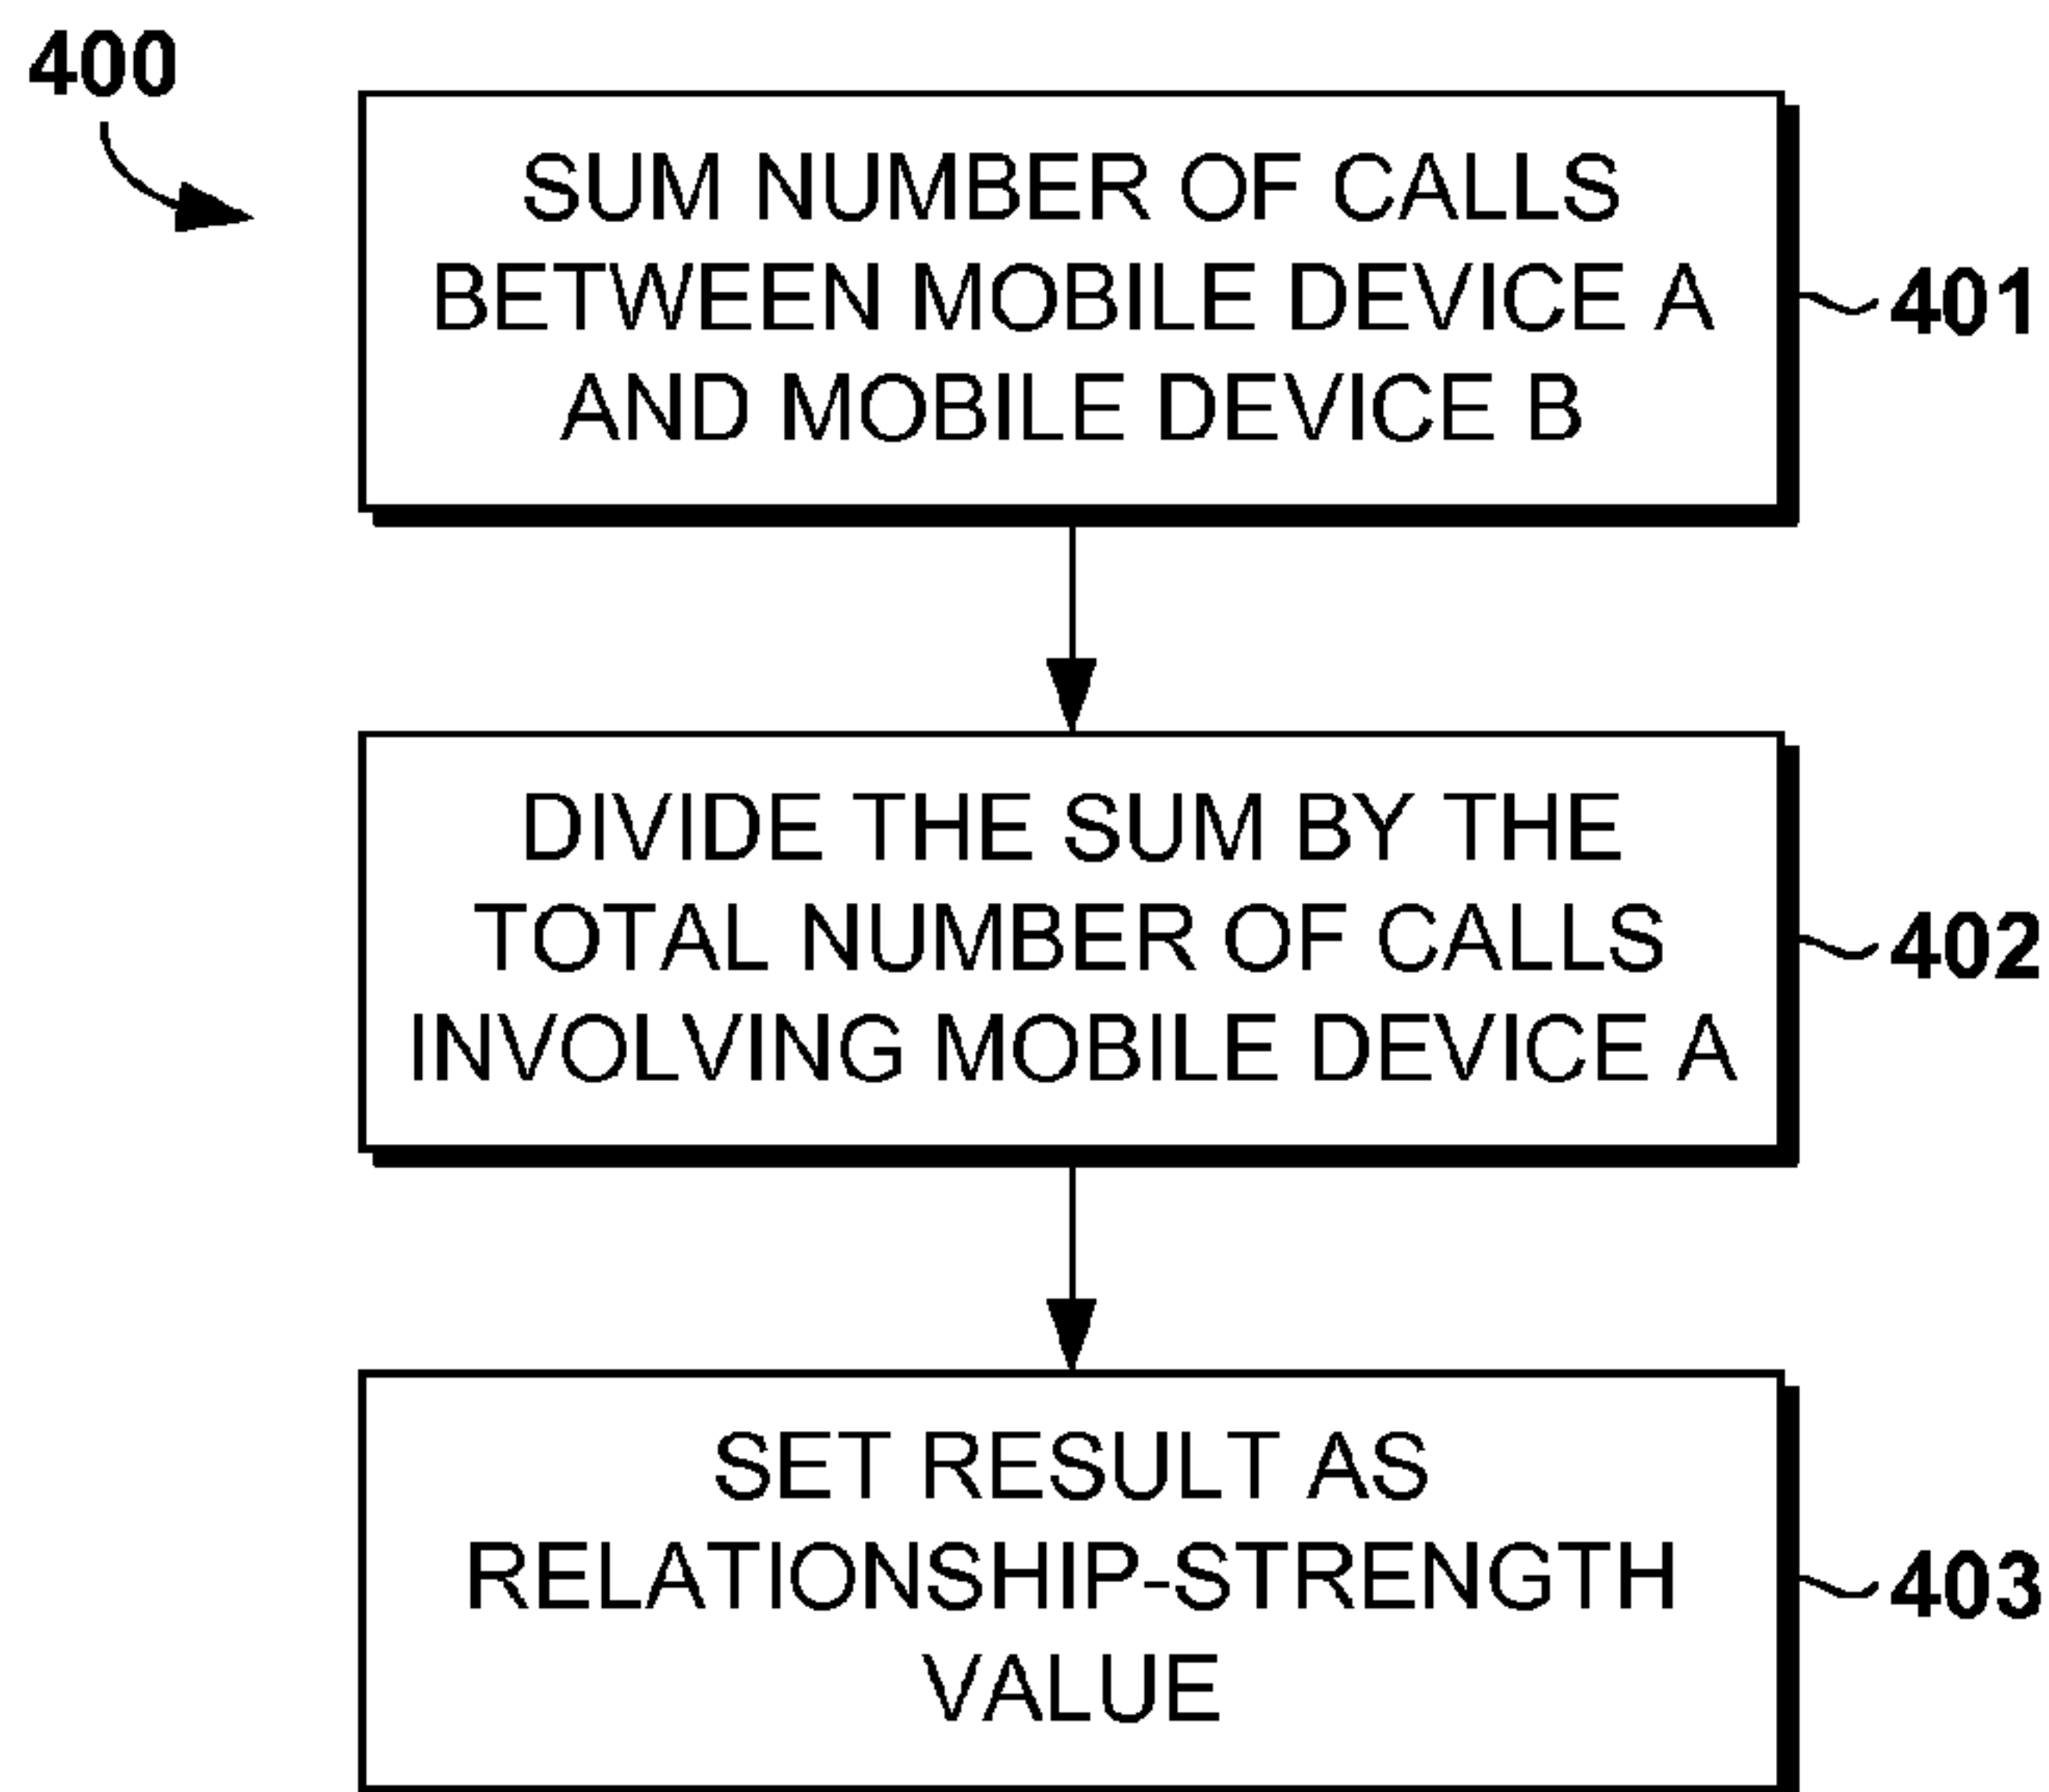 400
SUM NUMBER OF CALLS
BETWEEN MOBILE DEVICE A
AND MOBILE DEVICE B
401
DIVIDE THE SUM BY THE
TOTAL NUMBER OF CALLS
INVOLVING MOBILE DEVICE A
402
SET RESULT AS
RELATIONSHIP-STRENGTH
VALUE
403